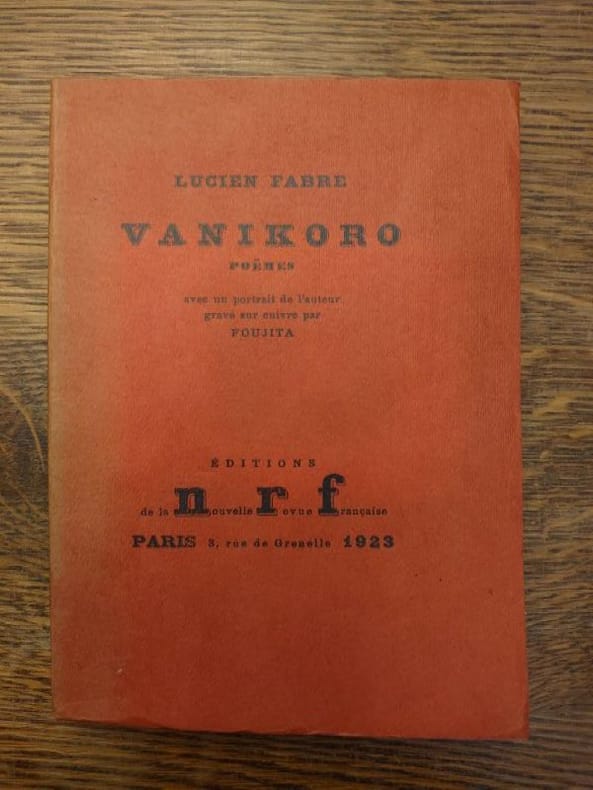 LUCIEN FABRE
VANIKORO
POÈMES
avec un portrait de l'auteur
gravé sur cuivre par
FOUJITA
ÉDITIONS
de la nouvelle revue française
PARIS 3, rue de Grenelle 1923